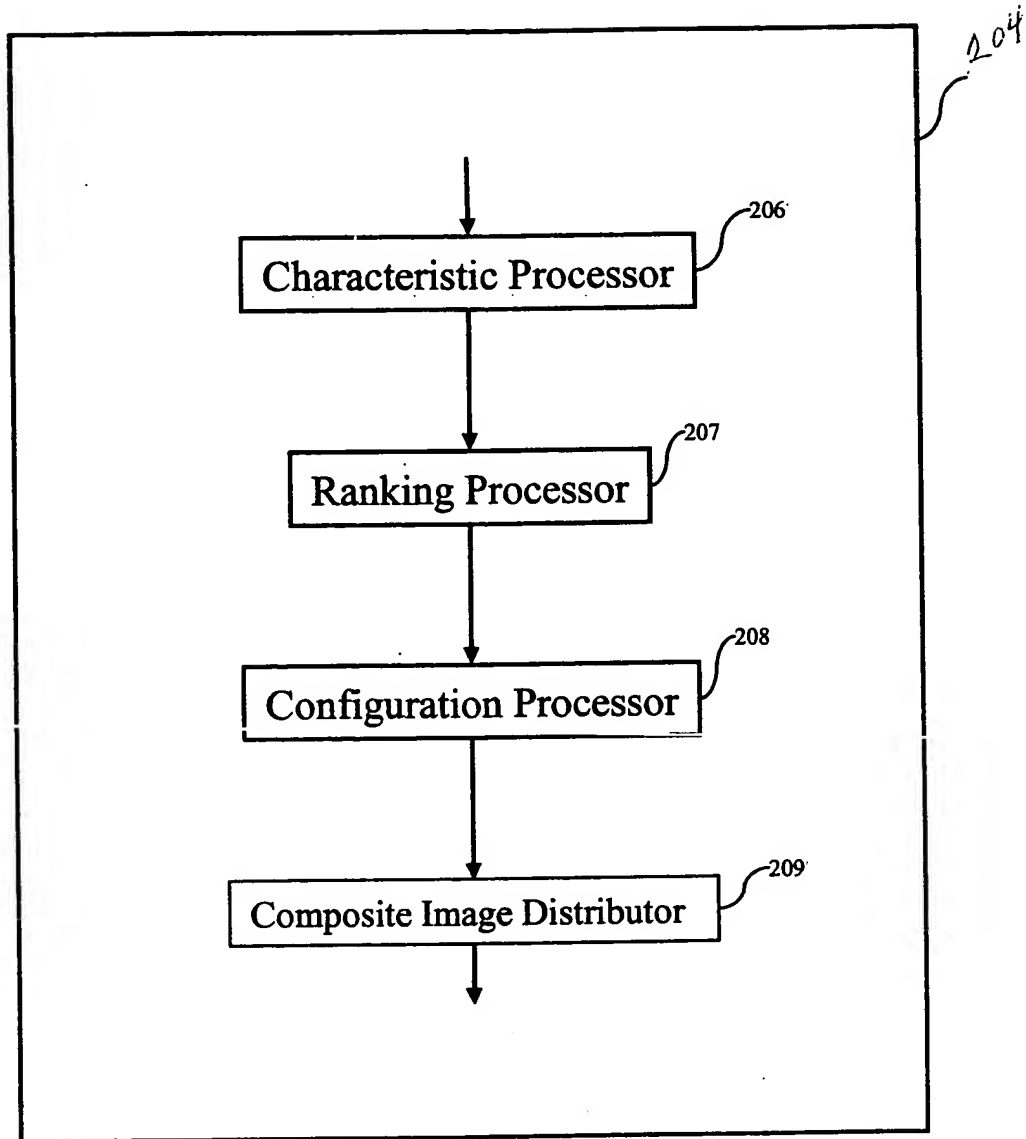 204
206
Characteristic Processor
207
Ranking Processor
208
Configuration Processor
209
Composite Image Distributor